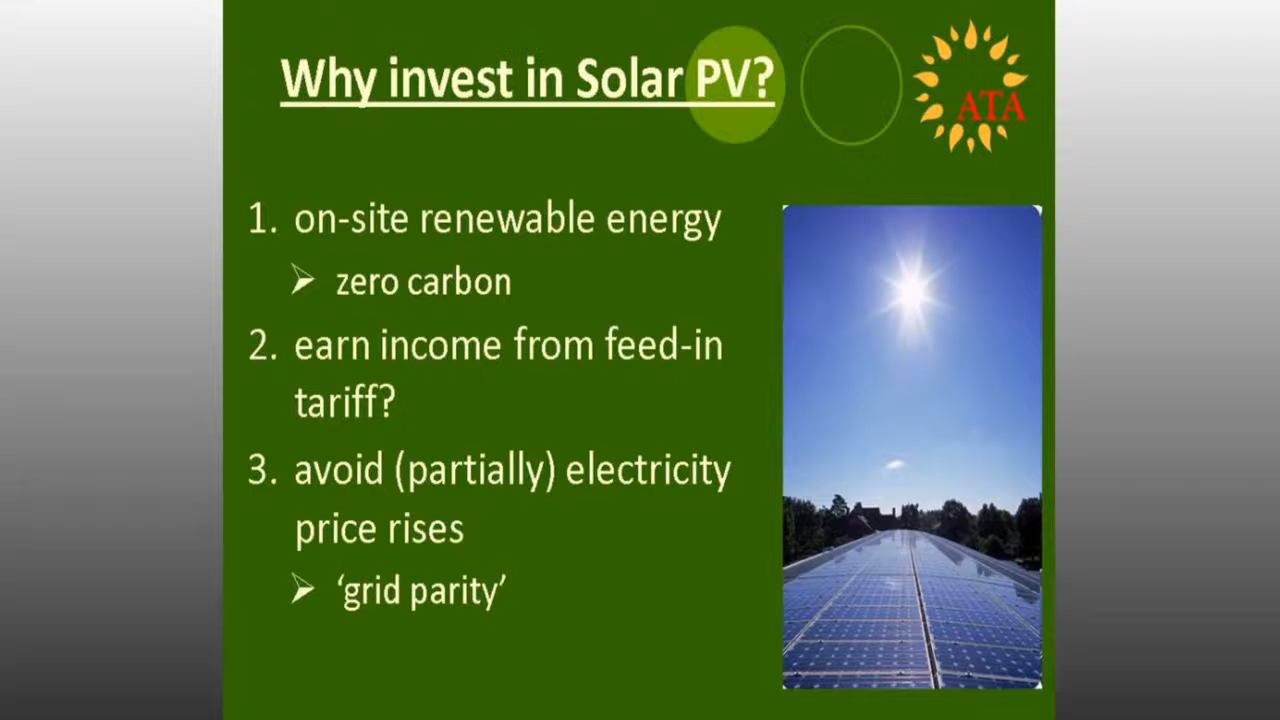 Why invest in Solar PV?
ATA
1. on-site renewable energy
➢ zero carbon
2. earn income from feed-in
tariff?
3. avoid (partially) electricity
price rises
➢ ‘grid parity’